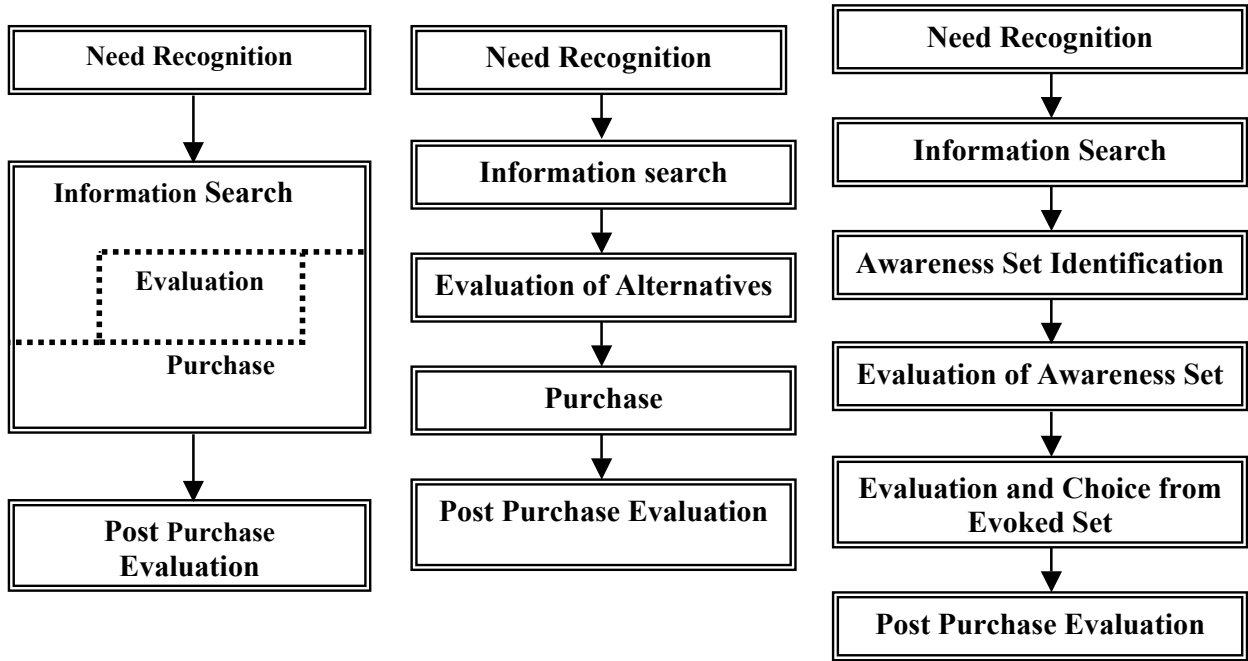 Need Recognition
Information Search
Evaluation
Purchase
Post Purchase
Evaluation
Need Recognition
Information search
Evaluation of Alternatives
Purchase
Post Purchase Evaluation
Need Recognition
Information Search
Awareness Set Identification
Evaluation of Awareness Set
Evaluation and Choice from
Evoked Set
Post Purchase Evaluation